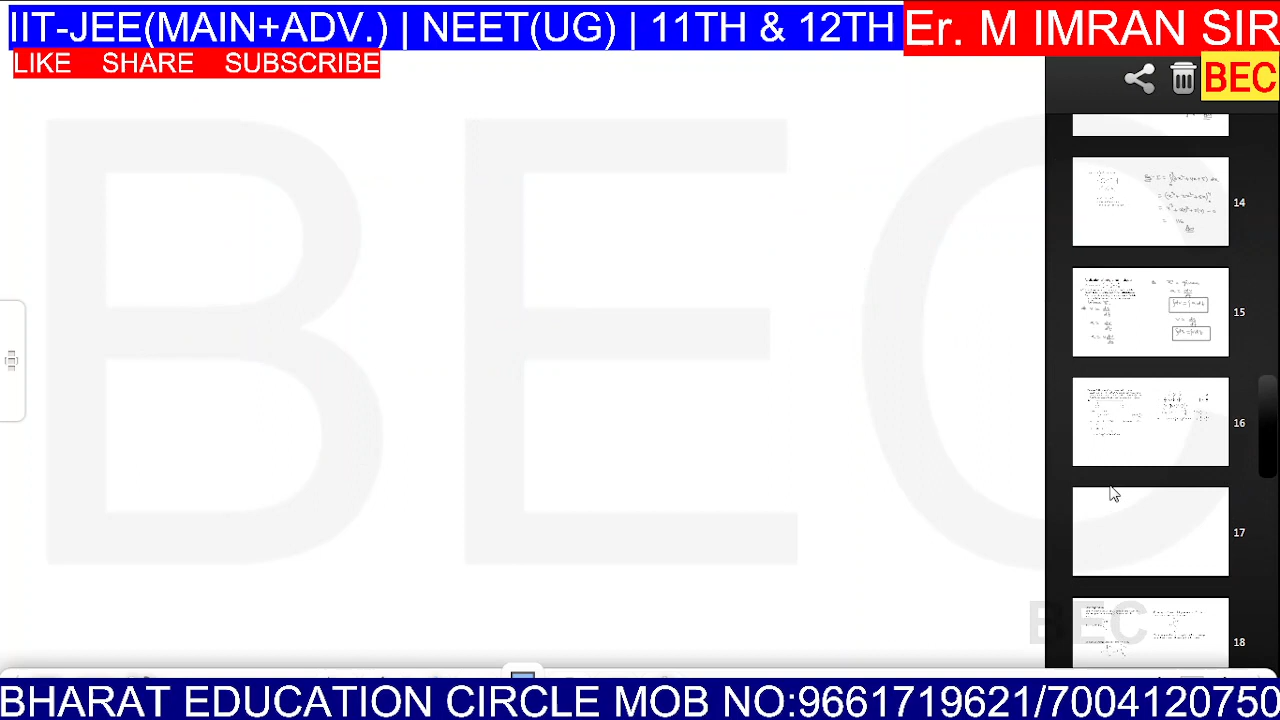 IIT-JEE(MAIN+ADV.) | NEET(UG) | 11TH & 12TH Er. M IMRAN SIR
LIKE SHARE SUBSCRIBE
BEC
BEC
14
15
16
17
18
BEC
BHARAT EDUCATION CIRCLE MOB NO:9661719621/7004120750